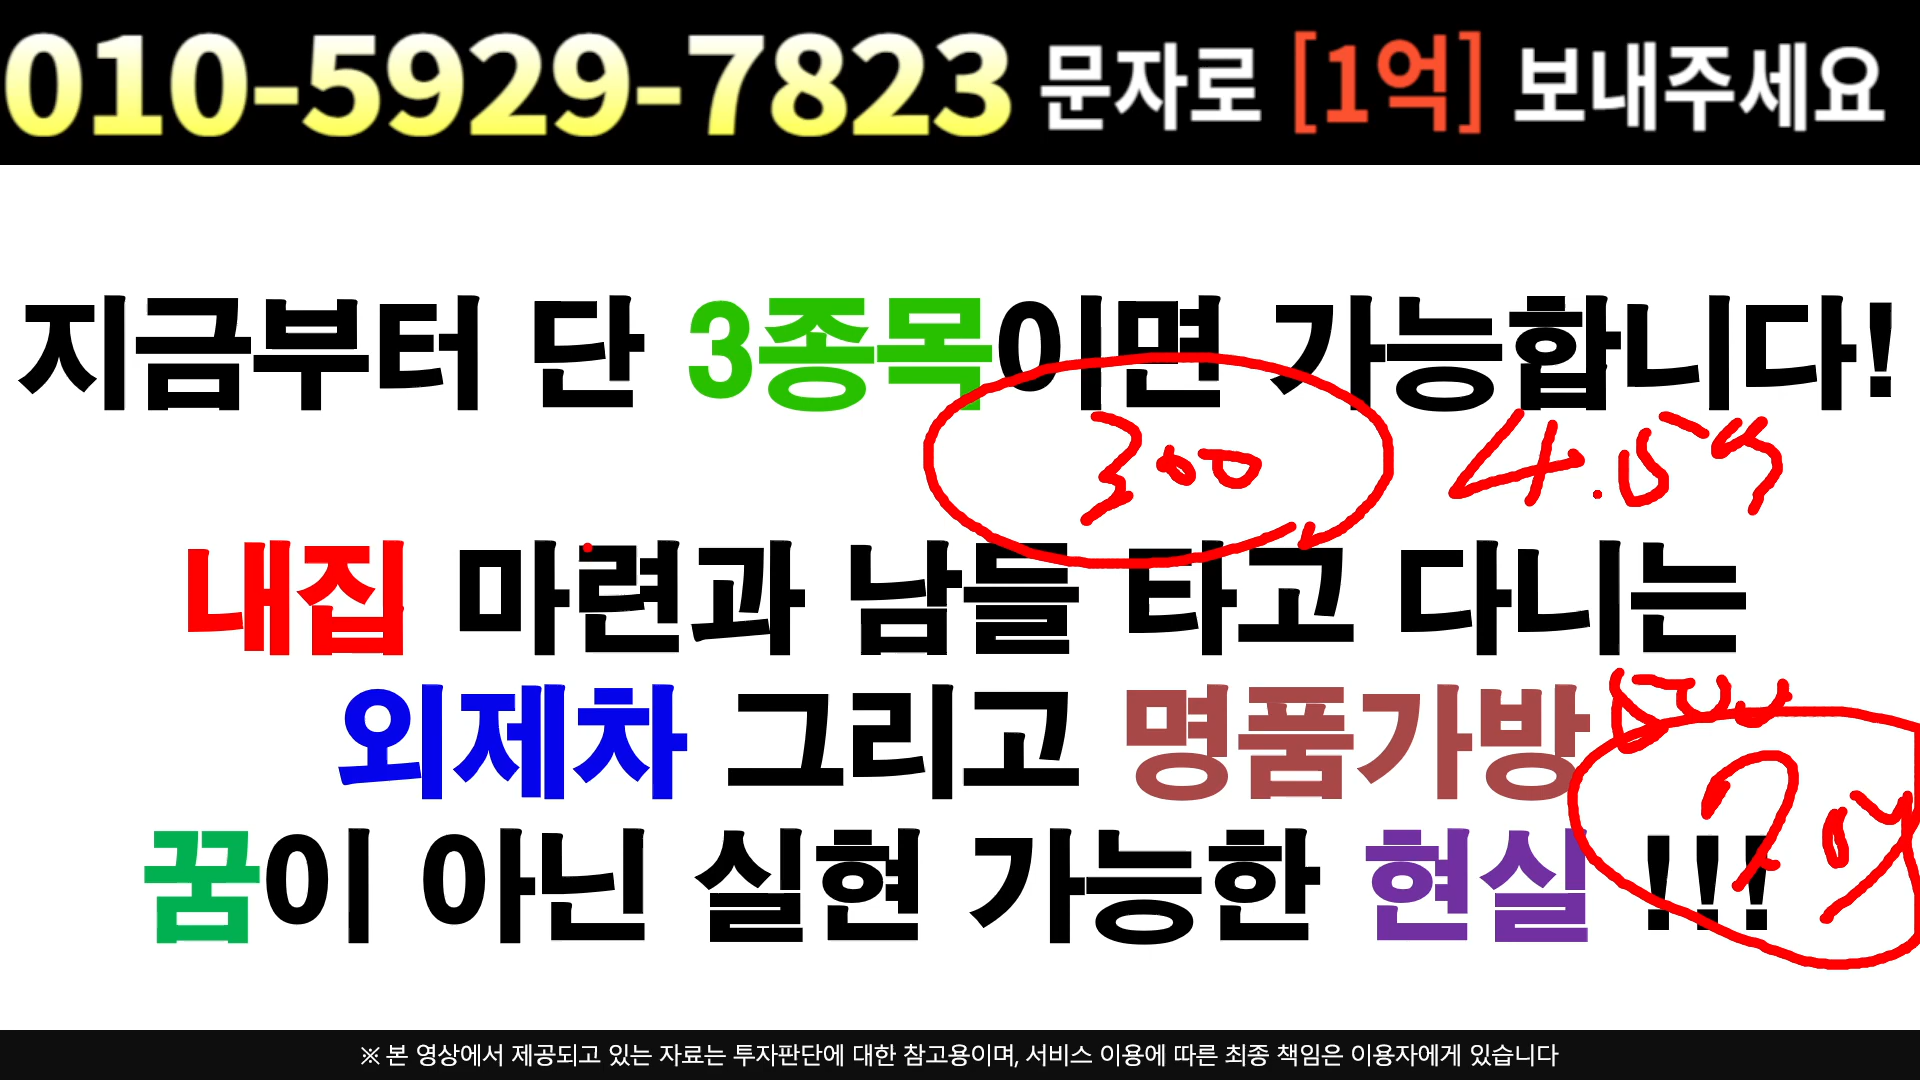 010-5929-7823 문자로 [1억] 보내주세요
지금부터 단 3종목이면 가능합니다!
300
4.5억
내집 마련과 남들 타고 다니는
외제차 그리고 명품가방
500
꿈이 아닌 실현 가능한 현실 !!!
※ 본 영상에서 제공되고 있는 자료는 투자판단에 대한 참고용이며, 서비스 이용에 따른 최종 책임은 이용자에게 있습니다